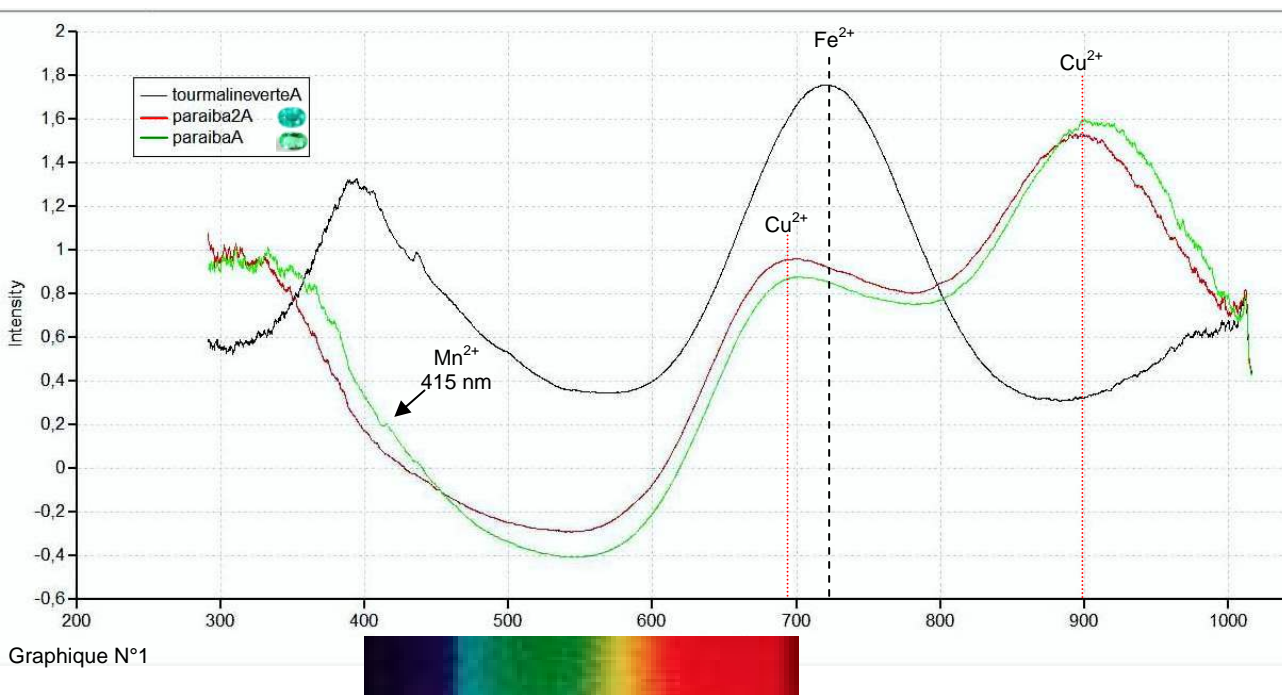 2
1,8
1,6
1,4
1,2
1
0,8
0,6
0,4
0,2
0
-0,2
-0,4
-0,6
Intensity
tourmalineverteA
paraiba2A
paraibaA
Mn2+
415 nm
Cu2+
Fe2+
Cu2+
200 300 400 500 600 700 800 900 1000
Graphique N°1